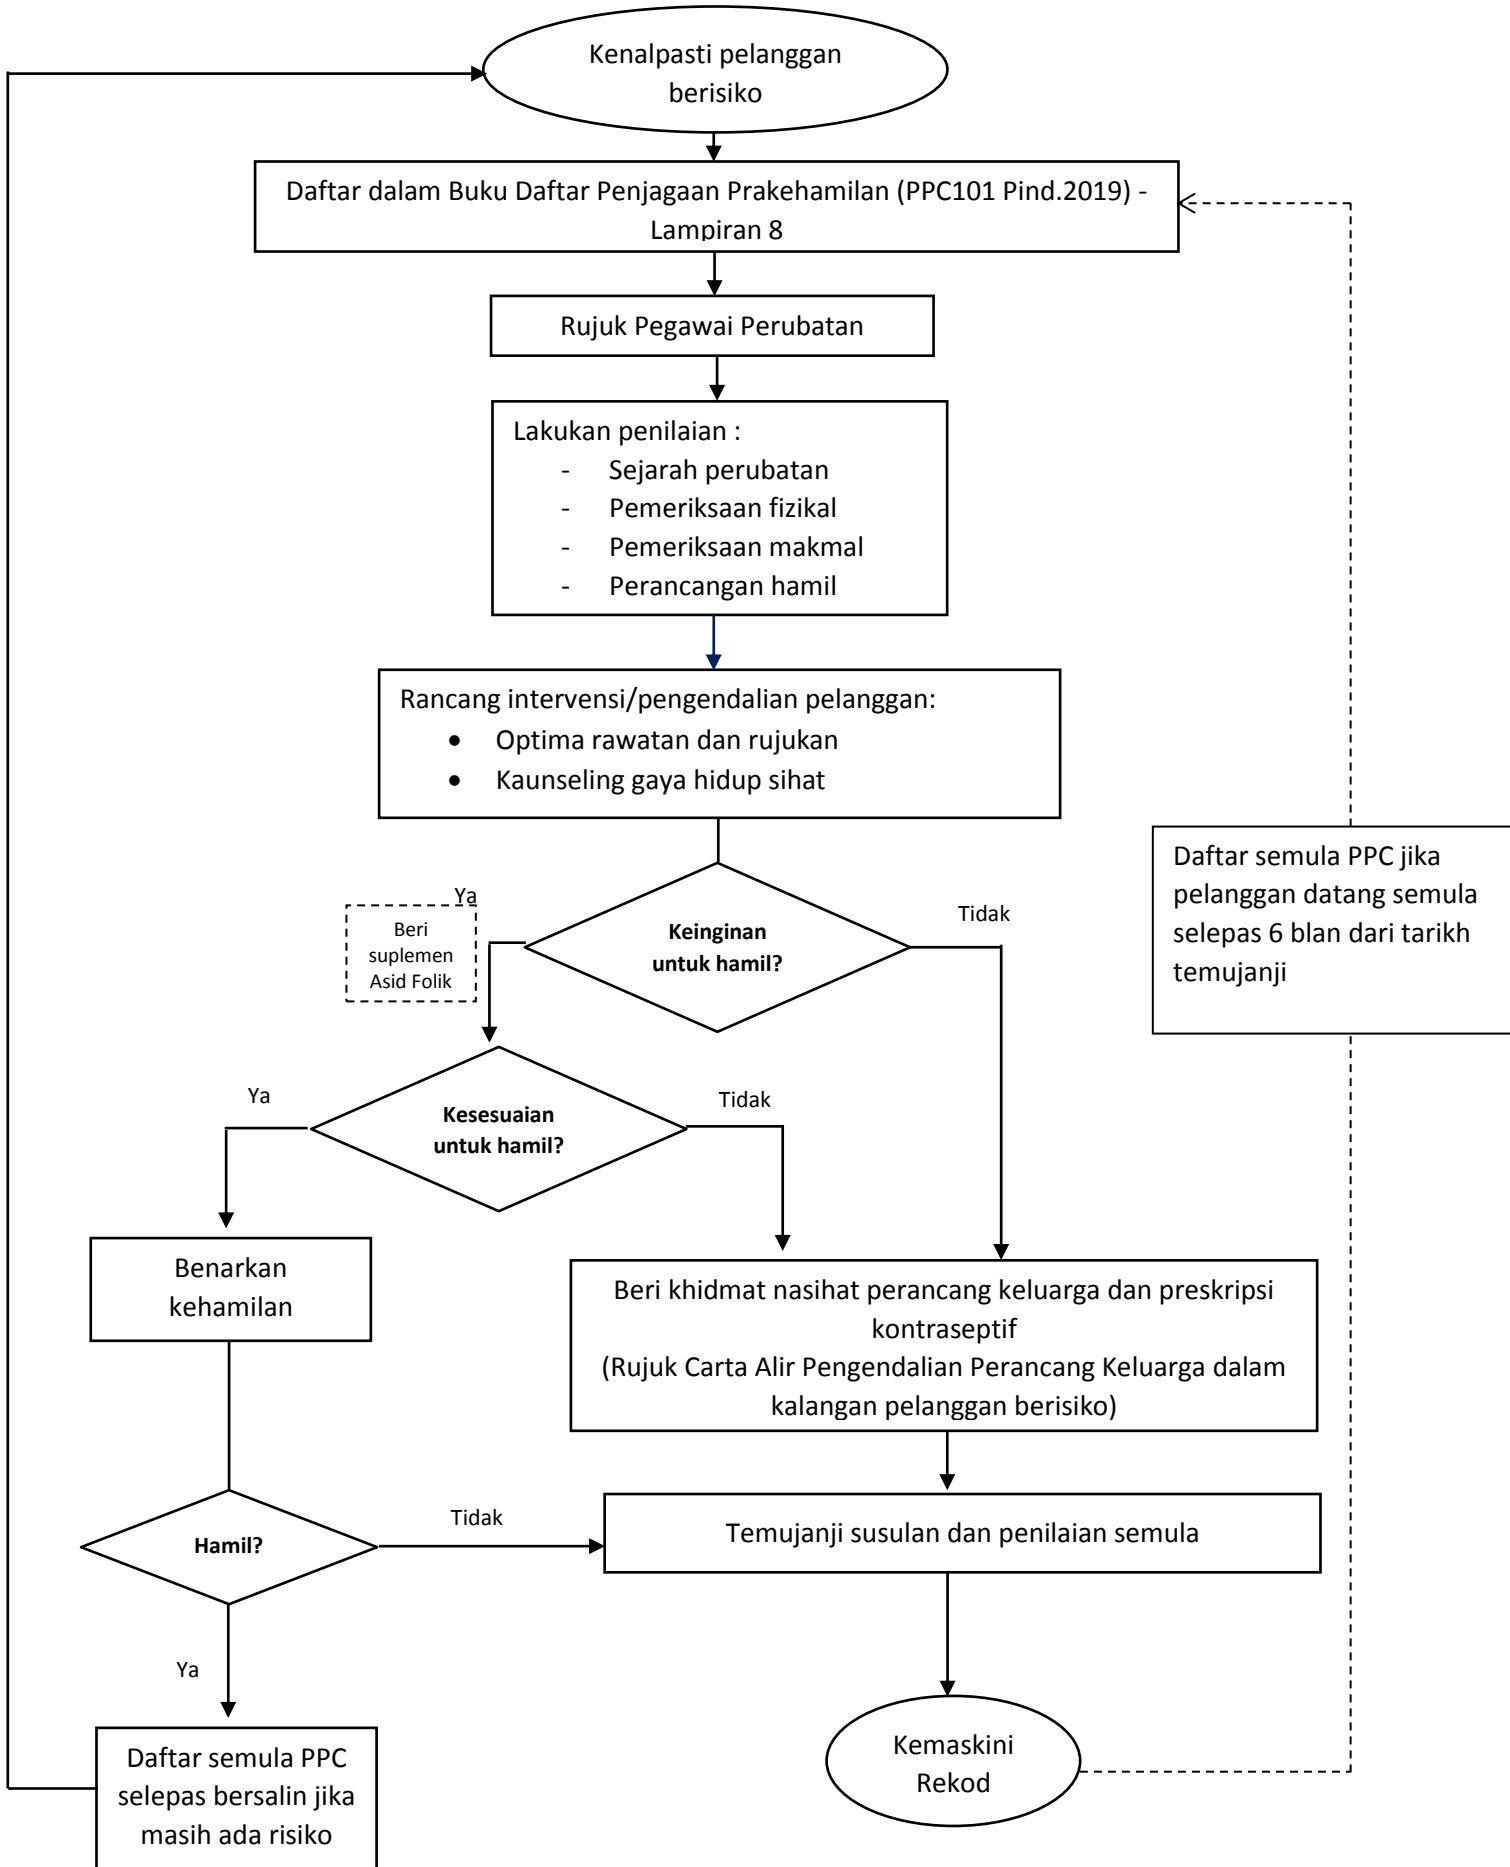 Kenalpasti pelanggan
berisiko
Daftar dalam Buku Daftar Penjagaan Prakehamilan (PPC101 Pind.2019) -
Lampiran 8
Rujuk Pegawai Perubatan
Lakukan penilaian :
- Sejarah perubatan
- Pemeriksaan fizikal
- Pemeriksaan makmal
- Perancangan hamil
Rancang intervensi/pengendalian pelanggan:
• Optima rawatan dan rujukan
• Kaunseling gaya hidup sihat
Daftar semula PPC jika
pelanggan datang semula
selepas 6 blan dari tarikh
temujanji
Ya
Beri
suplemen
Asid Folik
Keinginan
untuk hamil?
Tidak
Ya
Kesesuaian
untuk hamil?
Tidak
Benarkan
kehamilan
Beri khidmat nasihat perancang keluarga dan preskripsi
kontraseptif
(Rujuk Carta Alir Pengendalian Perancang Keluarga dalam
kalangan pelanggan berisiko)
Hamil?
Tidak
Temujanji susulan dan penilaian semula
Ya
Daftar semula PPC
selepas bersalin jika
masih ada risiko
Kemaskini
Rekod